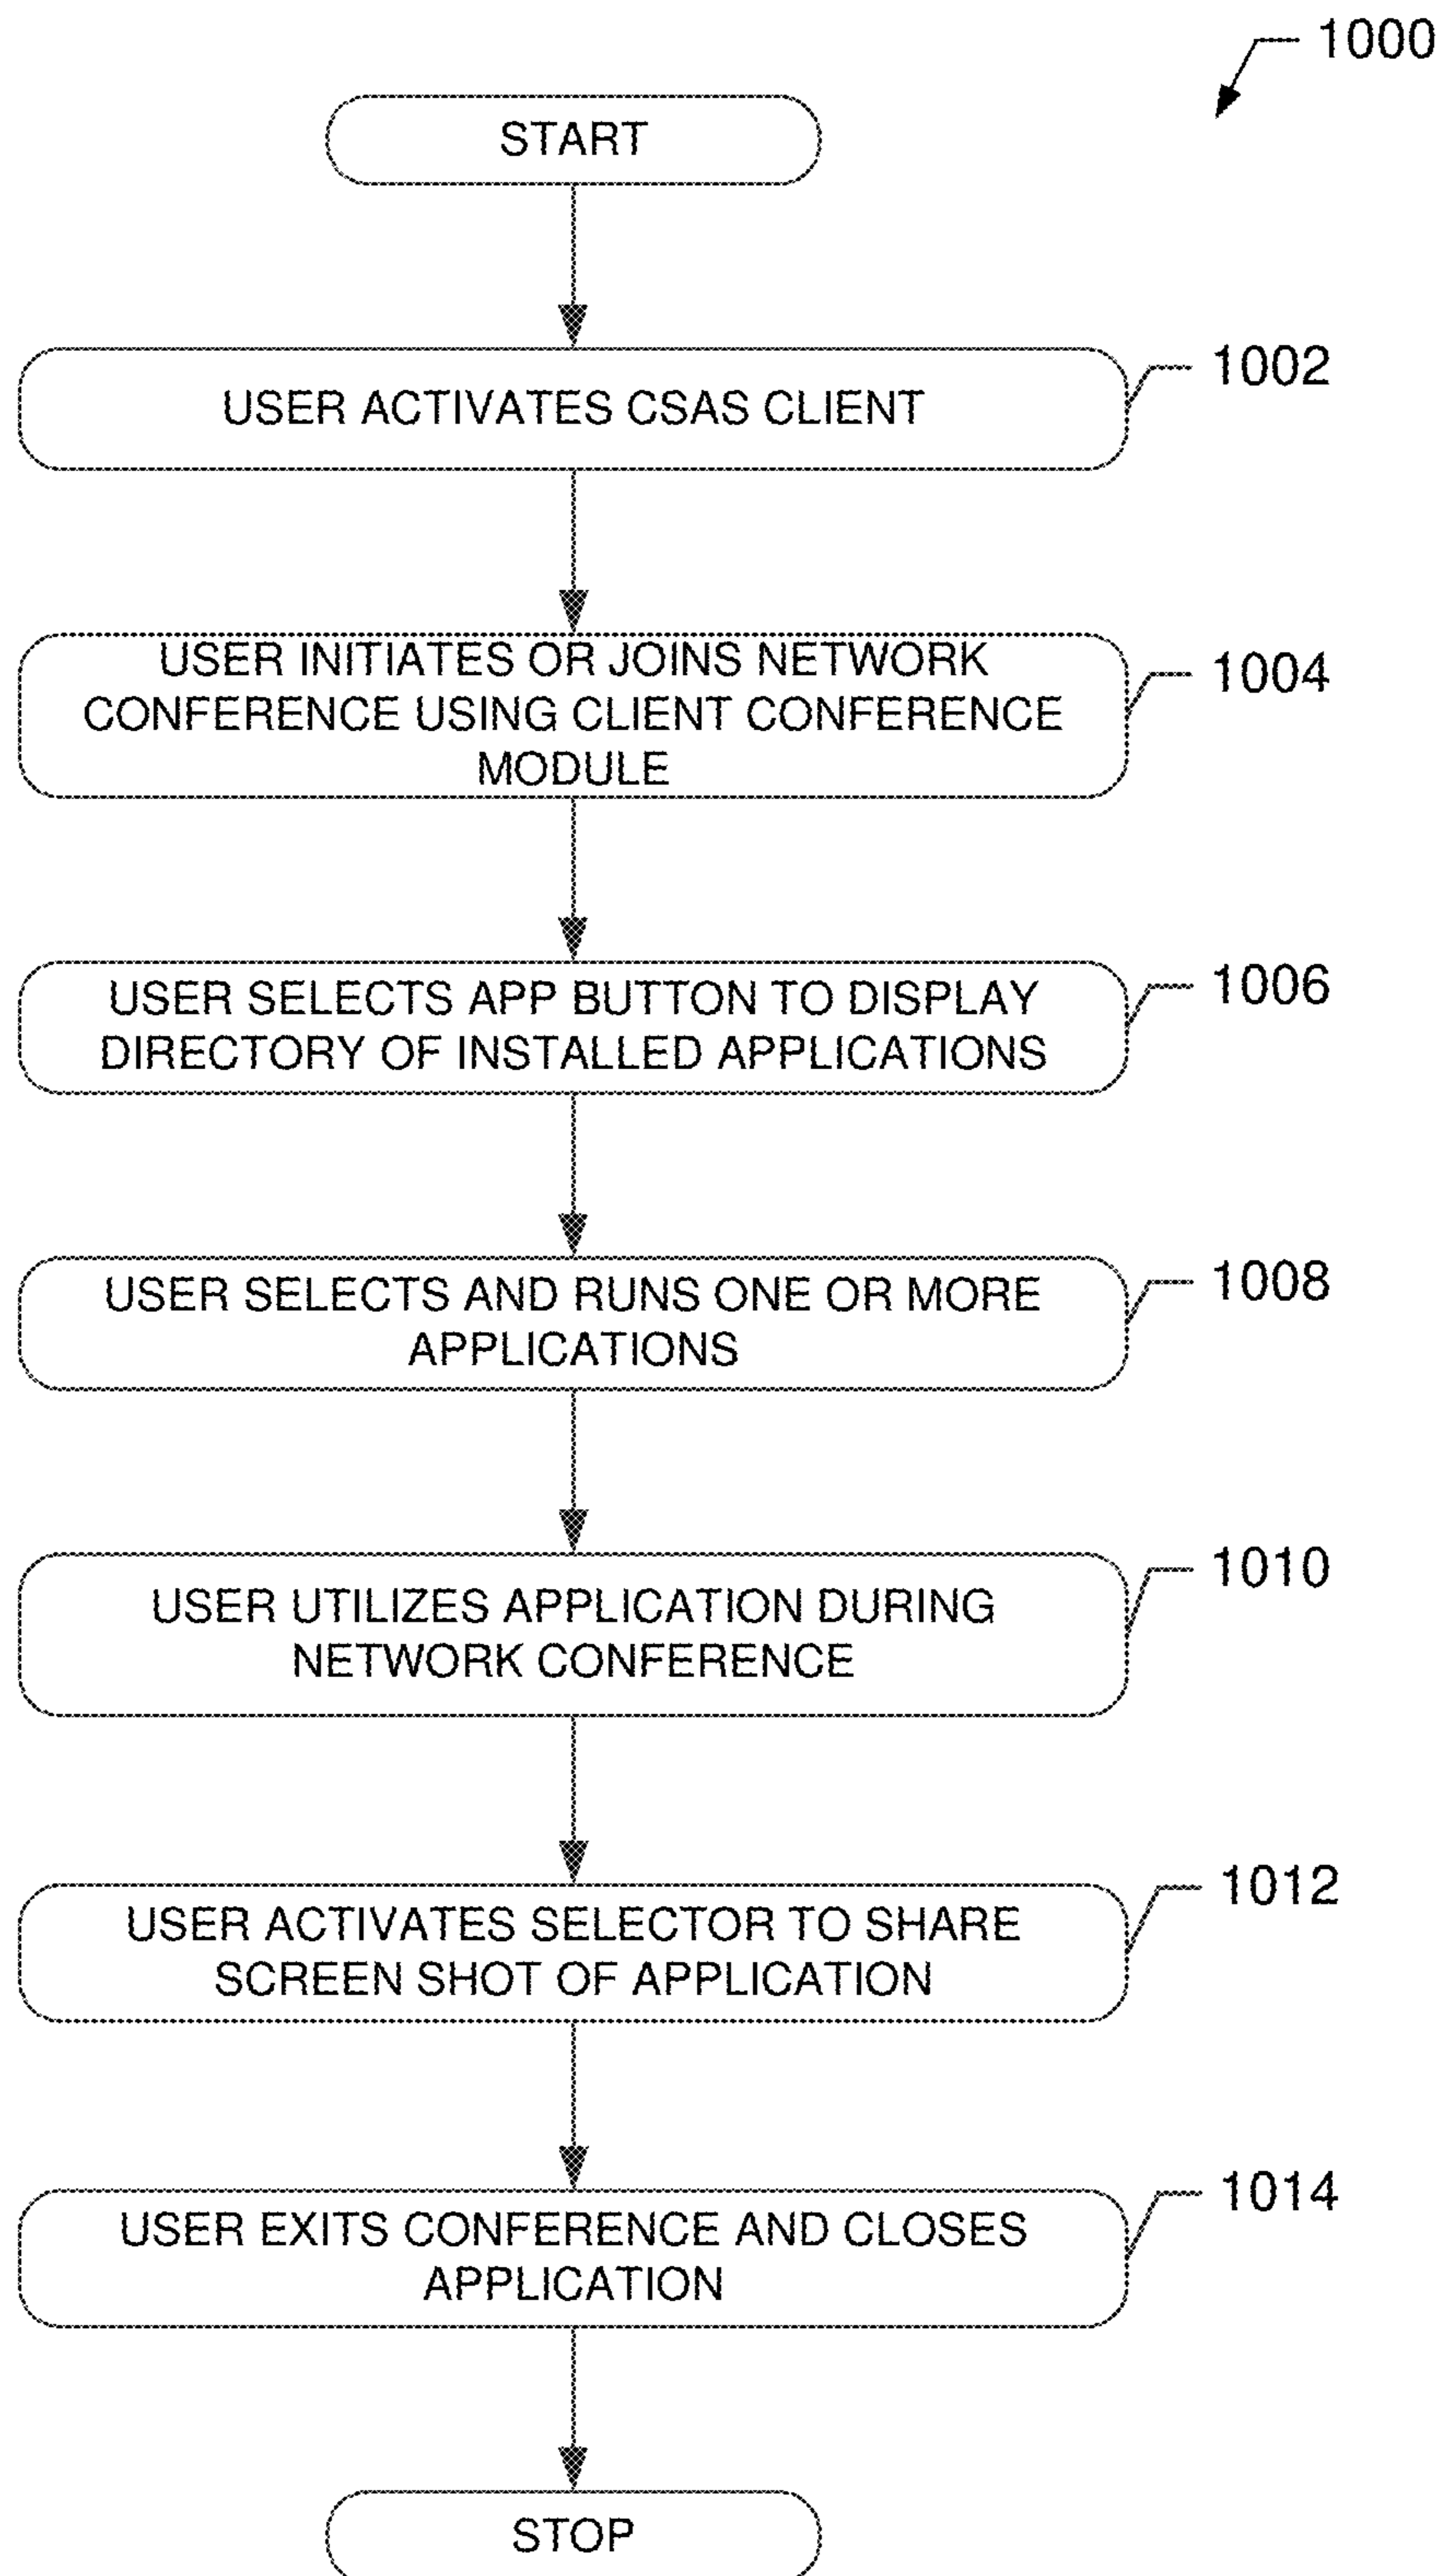 1000
START
USER ACTIVATES CSAS CLIENT
1002
USER INITIATES OR JOINS NETWORK
CONFERENCE USING CLIENT CONFERENCE
MODULE
1004
USER SELECTS APP BUTTON TO DISPLAY
DIRECTORY OF INSTALLED APPLICATIONS
1006
USER SELECTS AND RUNS ONE OR MORE
APPLICATIONS
1008
USER UTILIZES APPLICATION DURING
NETWORK CONFERENCE
1010
USER ACTIVATES SELECTOR TO SHARE
SCREEN SHOT OF APPLICATION
1012
USER EXITS CONFERENCE AND CLOSES
APPLICATION
1014
STOP